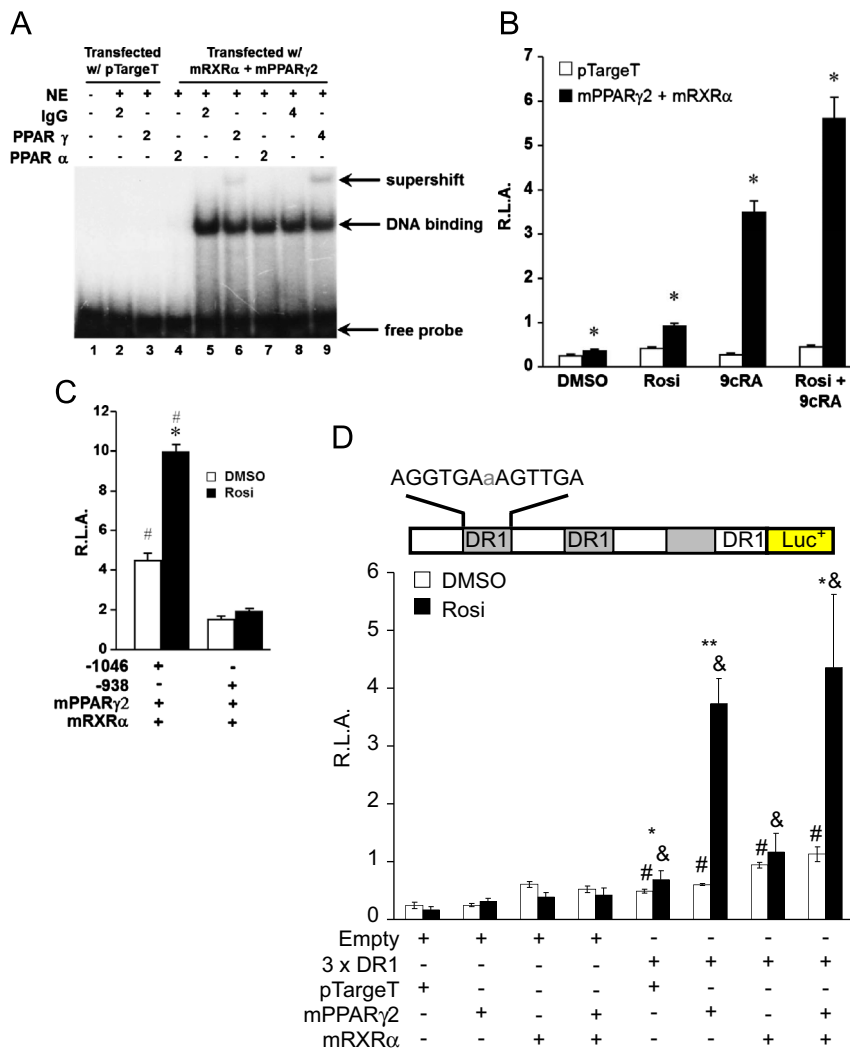 A
Transfected w/ pTargeT
Transfected w/ mRXRα + mPPARγ2
NE - + + + + + + + +
IgG - 2 - - 2 - - 4 -
PPAR γ - - 2 - - 2 - - 4
PPAR α - - - 2 - - 2 - -
supershift
DNA binding
free probe
1 2 3 4 5 6 7 8 9
B
7
6
5
4
3
2
1
0
R.L.A.
pTargeT
mPPARγ2 + mRXRα
* * * *
DMSO Rosi 9cRA Rosi + 9cRA
C
12
10
8
6
4
2
0
R.L.A.
DMSO
Rosi
#
#
*
-1046 + -
-938 - +
mPPARγ2 + +
mRXRα + +
D
AGGTGAaAGTTGA
DR1 DR1 DR1 Luc+
6
5
4
3
2
1
0
R.L.A.
DMSO
Rosi
*
# &
**
&
#
# &
*&
#
Empty + + + + - - - -
3 x DR1 - - - - + + + +
pTargeT + - - - + - - -
mPPARγ2 - + - + - + - +
mRXRα - - + + - - + +